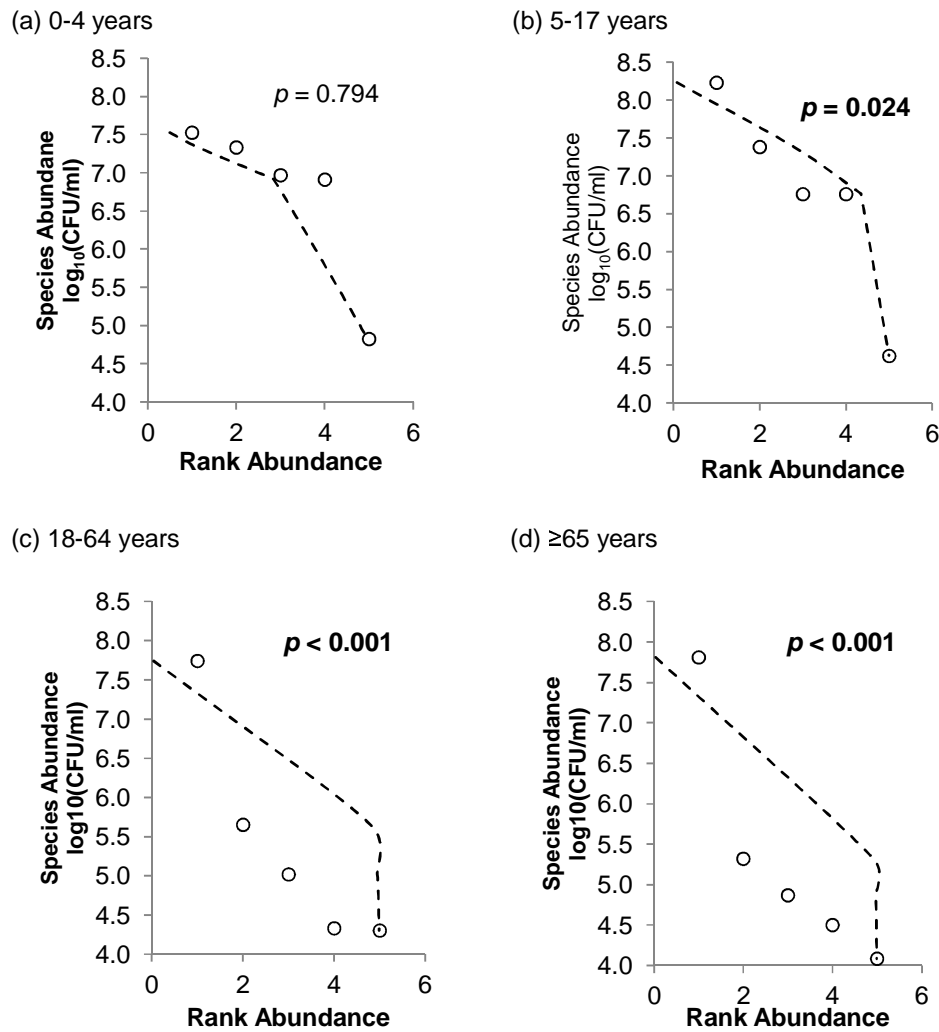 (a) 0-4 years
8.5
8.0
7.5
7.0
6.5
6.0
5.5
5.0
4.5
4.0
0
2
4
6
p = 0.794
Species Abundane
log₁₀(CFU/ml)
Rank Abundance
(b) 5-17 years
8.5
8.0
7.5
7.0
6.5
6.0
5.5
5.0
4.5
4.0
0
2
4
6
p = 0.024
Species Abundance
log₁₀(CFU/ml)
Rank Abundance
(c) 18-64 years
8.5
8.0
7.5
7.0
6.5
6.0
5.5
5.0
4.5
4.0
0
2
4
6
p < 0.001
Species Abundance
log10(CFU/ml)
Rank Abundance
(d) ≥65 years
8.5
8.0
7.5
7.0
6.5
6.0
5.5
5.0
4.5
4.0
0
2
4
6
p < 0.001
Species Abundance
log10(CFU/ml)
Rank Abundance